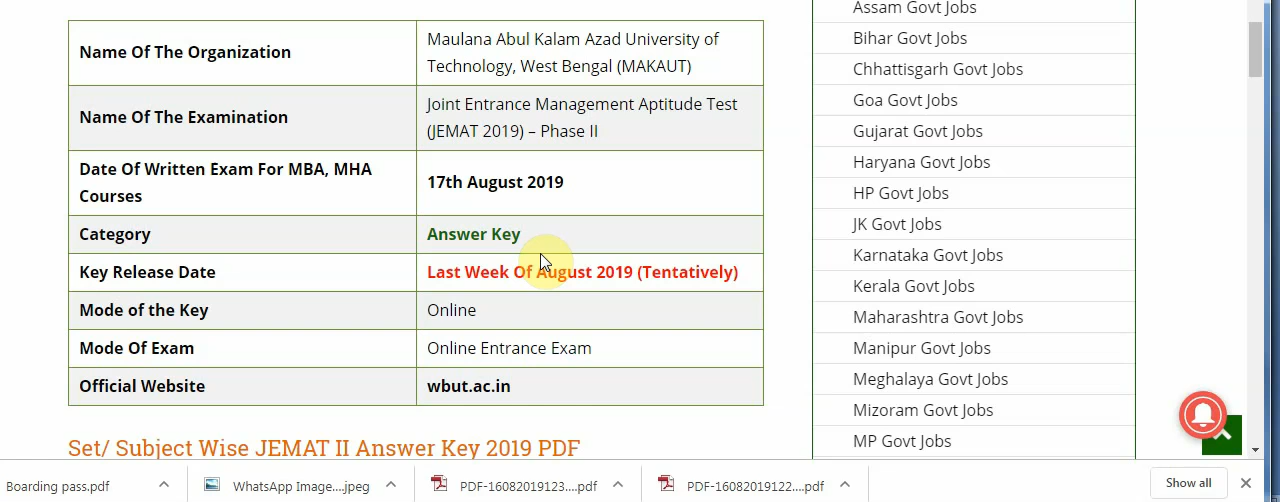 Name Of The Organization
Maulana Abul Kalam Azad University of
Technology, West Bengal (MAKAUT)
Name Of The Examination
Joint Entrance Management Aptitude Test
(JEMAT 2019) – Phase II
Date Of Written Exam For MBA, MHA
Courses
17th August 2019
Category
Answer Key
Key Release Date
Last Week Of August 2019 (Tentatively)
Mode of the Key
Online
Mode Of Exam
Online Entrance Exam
Official Website
wbut.ac.in
Set/ Subject Wise JEMAT II Answer Key 2019 PDF
Assam Govt Jobs
Bihar Govt Jobs
Chhattisgarh Govt Jobs
Goa Govt Jobs
Gujarat Govt Jobs
Haryana Govt Jobs
HP Govt Jobs
JK Govt Jobs
Karnataka Govt Jobs
Kerala Govt Jobs
Maharashtra Govt Jobs
Manipur Govt Jobs
Meghalaya Govt Jobs
Mizoram Govt Jobs
MP Govt Jobs
Boarding pass.pdf
WhatsApp Image....jpeg
PDF-16082019123....pdf
PDF-16082019122....pdf
Show all